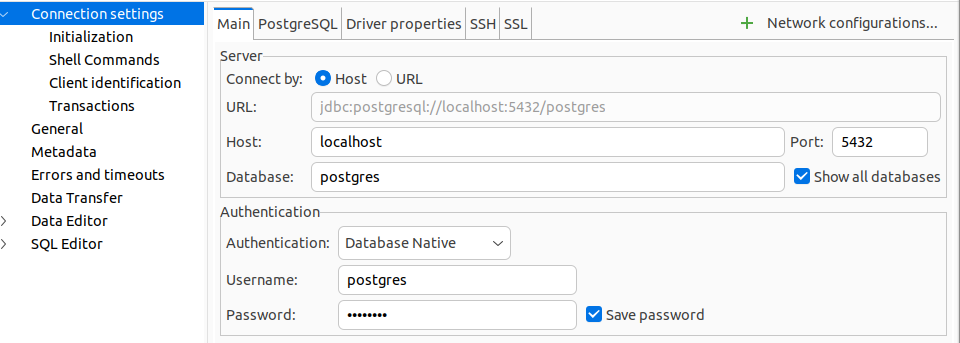 Connection settings
Initialization
Shell Commands
Client identification
Transactions
General
Metadata
Errors and timeouts
Data Transfer
Data Editor
SQL Editor
Main PostgreSQL Driver properties SSH SSL + Network configurations...
Server
Connect by: Host URL
URL: jdbc:postgresql://localhost:5432/postgres
Host: localhost Port: 5432
Database: postgres Show all databases
Authentication
Authentication: Database Native
Username: postgres
Password: •••••••• Save password